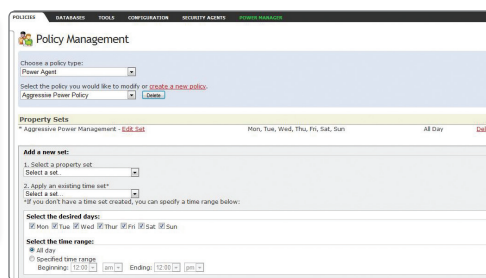 POLICIES DATABASES TOOLS CONFIGURATION SECURITY AGENTS POWER MANAGER
Policy Management
Choose a policy type:
Power Agent
Select the policy you would like to modify or create a new policy.
Aggressive Power Policy Delete
Property Sets
* Aggressive Power Management - Edit Set Mon, Tue, Wed, Thu, Fri, Sat, Sun All Day Del
Add a new set:
1. Select a property set
Select a set..
2. Apply an existing time set*
Select a set...
*If you don't have a time set created, you can specify a time range below:
Select the desired days:
Mon Tue Wed Thur Fri Sat Sun
Select the time range:
All day
Specified time range
Beginning: 12:00 am Ending: 12:00 pm